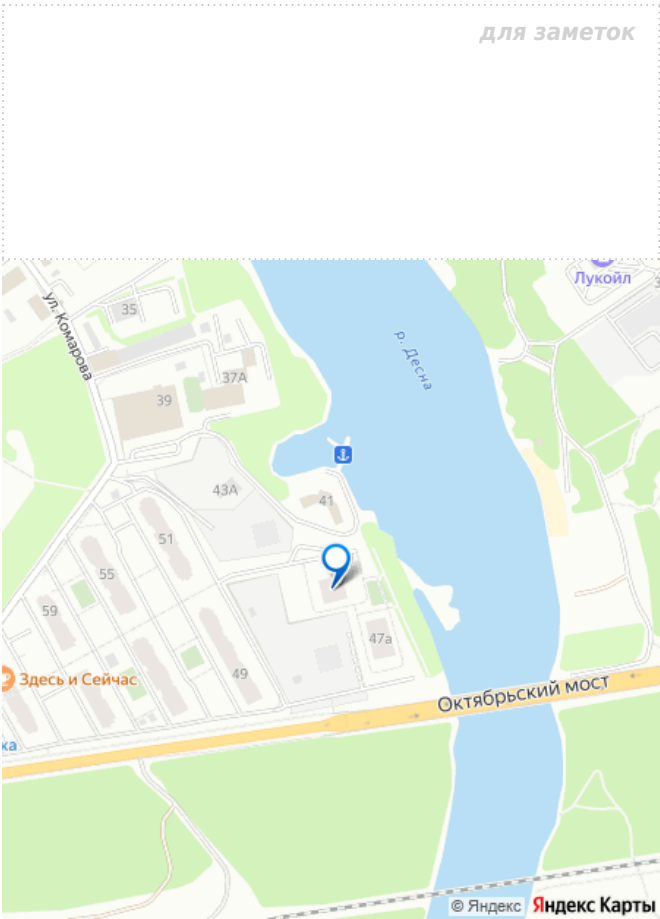 для заметок
Лукойл
35
ул. Комарова
р. Десна
37А
39
43А
41
51
55
59
47а
49
Здесь и Сейчас
Октябрьский мост
ка
© Яндекс
Яндекс Карты